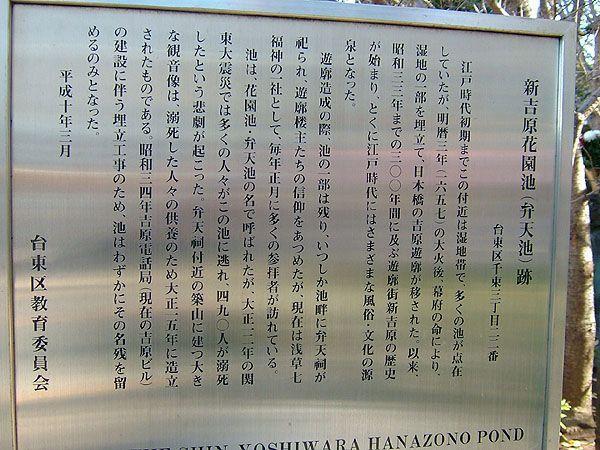 新吉原花園池（弁天池）跡
台東区千束三丁目二二番
江戸時代初期までこの付近は湿地帯で、多くの池が点在
していたが、明暦三年（一六五七）の大火後、幕府の命により、
湿地の一部を埋立て、日本橋の吉原遊廓が移された。以来、
昭和三三年までの三〇〇年間に及ぶ遊廓街新吉原の歴史
が始まり、とくに江戸時代にはさまざまな風俗・文化の源
泉となった。
遊廓造成の際、池の一部は残り、いつしか池畔に弁天祠が
祀られ、遊廓楼主たちの信仰をあつめたが、現在は浅草七
福神の一社として、毎年正月に多くの参拝者が訪れている。
池は、花園池・弁天池の名で呼ばれたが、大正一二年の関
東大震災では多くの人々がこの池に逃れ、四九〇人が溺死
したという悲劇が起こった。弁天祠付近の築山に建つ大き
な観音像は、溺死した人々の供養のため大正一五年に造立
されたものである。昭和三四年吉原電話局（現在の吉原ビル）
の建設に伴う埋立工事のため、池はわずかにその名残を留
めるのみとなった。
平成十年三月
台東区教育委員会
SHIN-YOSHIWARA HANAZONO POND